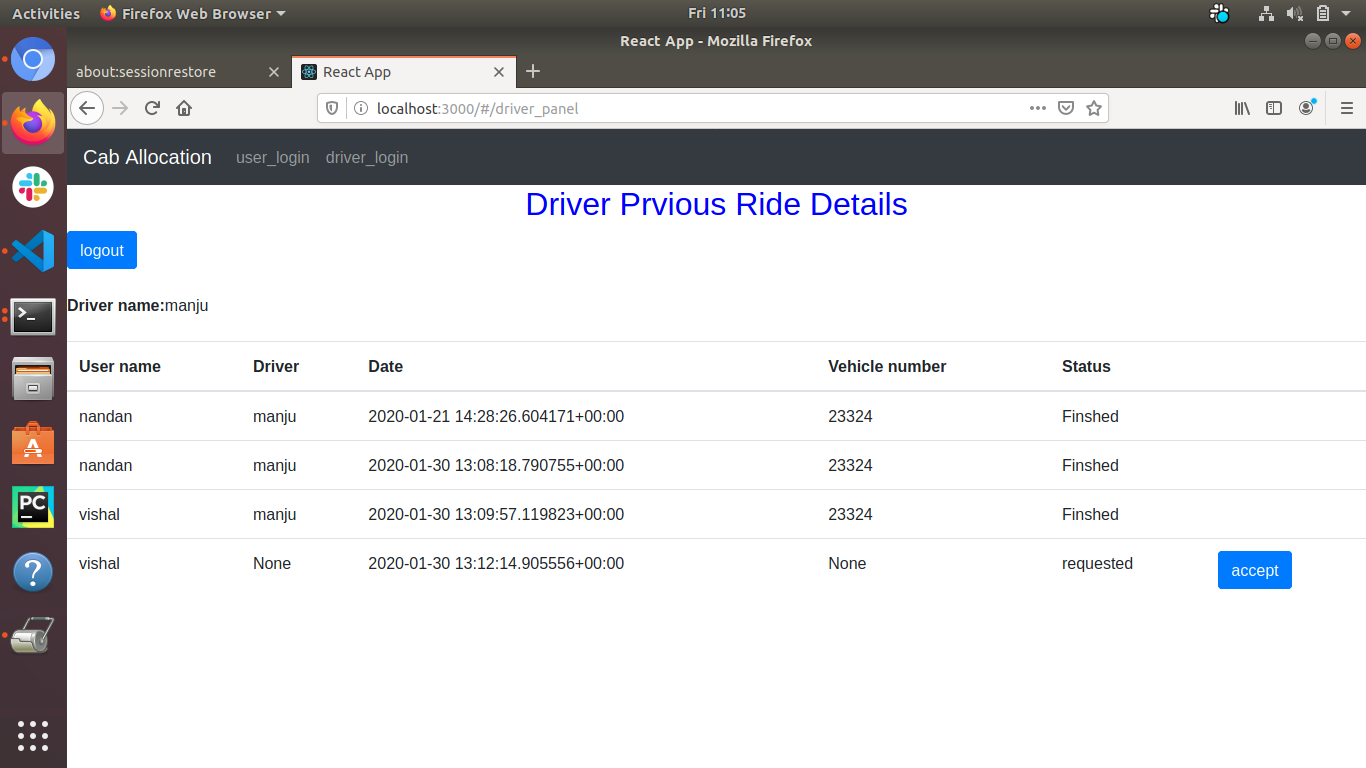 Activities Firefox Web Browser Fri 11:05
React App - Mozilla Firefox
about:sessionrestore React App
localhost:3000/#/driver_panel
Cab Allocation user_login driver_login
Driver Prvious Ride Details
logout
Driver name:manju
User name Driver Date Vehicle number Status
nandan manju 2020-01-21 14:28:26.604171+00:00 23324 Finshed
nandan manju 2020-01-30 13:08:18.790755+00:00 23324 Finshed
vishal manju 2020-01-30 13:09:57.119823+00:00 23324 Finshed
vishal None 2020-01-30 13:12:14.905556+00:00 None requested accept
PC